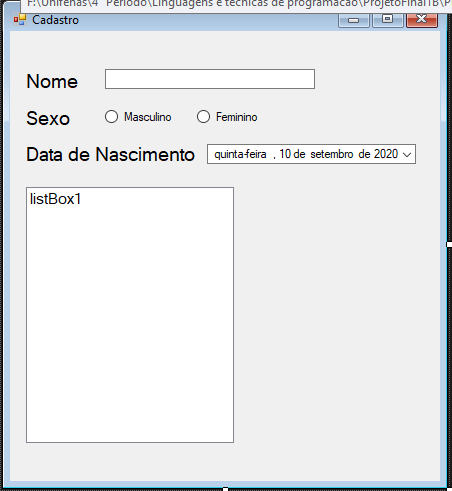 F:\Unifenas\4° Periodo\Linguagens e tecnicas de programacao\ProjetoFinal1B\P
Cadastro
Nome
Sexo Masculino Feminino
Data de Nascimento quinta-feira , 10 de setembro de 2020
listBox1